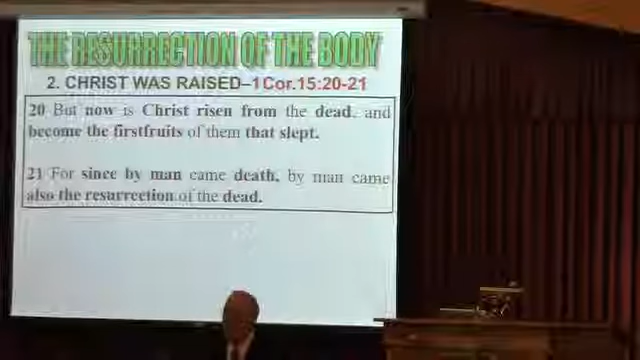 THE RESURRECTION OF THE BODY
2. CHRIST WAS RAISED–1Cor.15:20-21
20 But now is Christ risen from the dead, and
become the firstfruits of them that slept.
21 For since by man came death, by man came
also the resurrection of the dead.